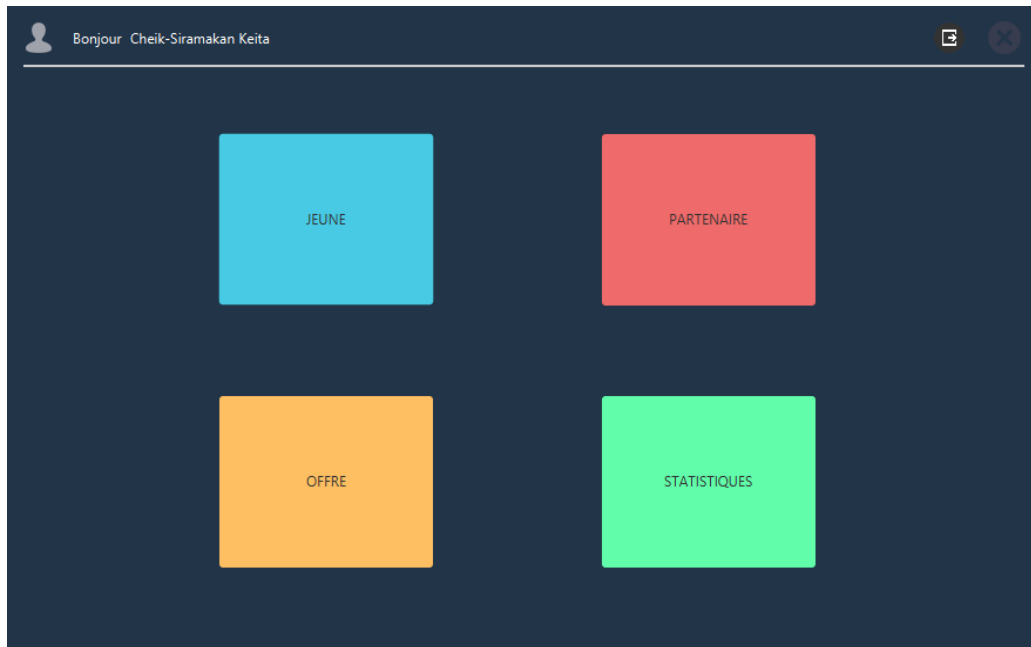 Bonjour Cheik-Siramakan Keita
JEUNE
PARTENAIRE
OFFRE
STATISTIQUES